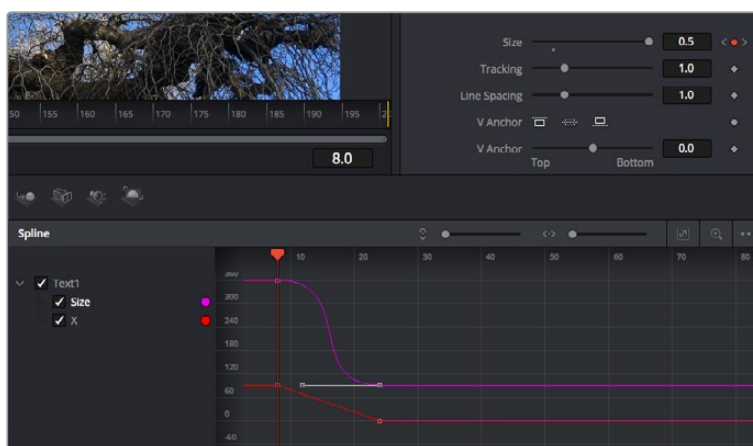 Size 0.5
Tracking 1.0
Line Spacing 1.0
V Anchor
V Anchor 0.0
Top Bottom
50 155 160 165 170 175 180 185 190 195
8.0
Spline
10 20 30 40 50 60 70 80
Text1
Size
X
360
300
240
180
120
60
0
-60